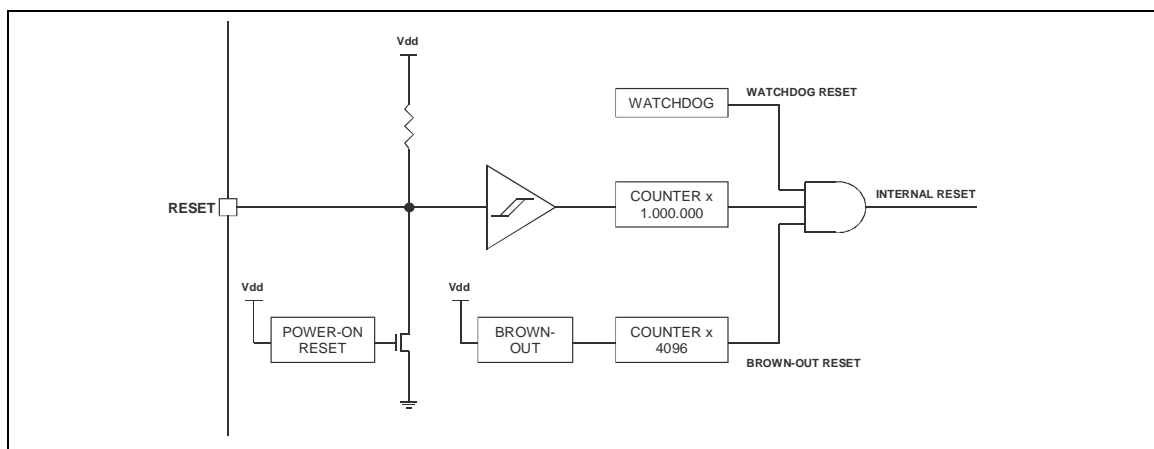 Vdd
WATCHDOG
WATCHDOG RESET
RESET
COUNTER x
1.000.000
INTERNAL RESET
Vdd
POWER-ON
RESET
Vdd
BROWN-
OUT
COUNTER x
4096
BROWN-OUT RESET